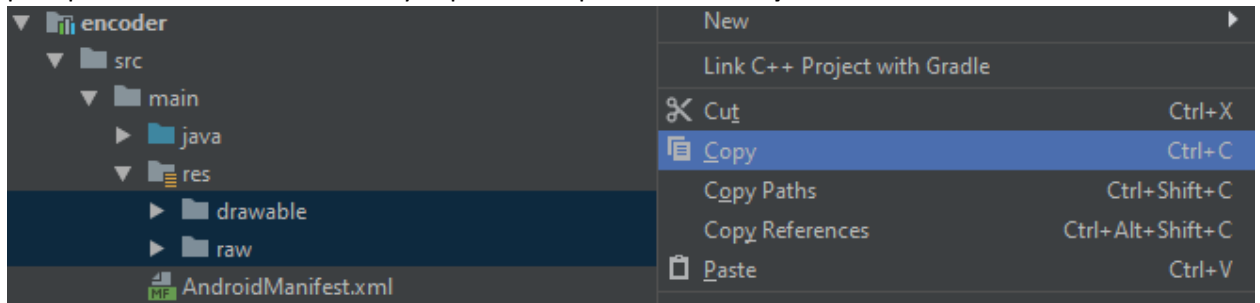 encoder
src
main
java
res
drawable
raw
AndroidManifest.xml
New
Link C++ Project with Gradle
Cut Ctrl+X
Copy Ctrl+C
Copy Paths Ctrl+Shift+C
Copy References Ctrl+Alt+Shift+C
Paste Ctrl+V